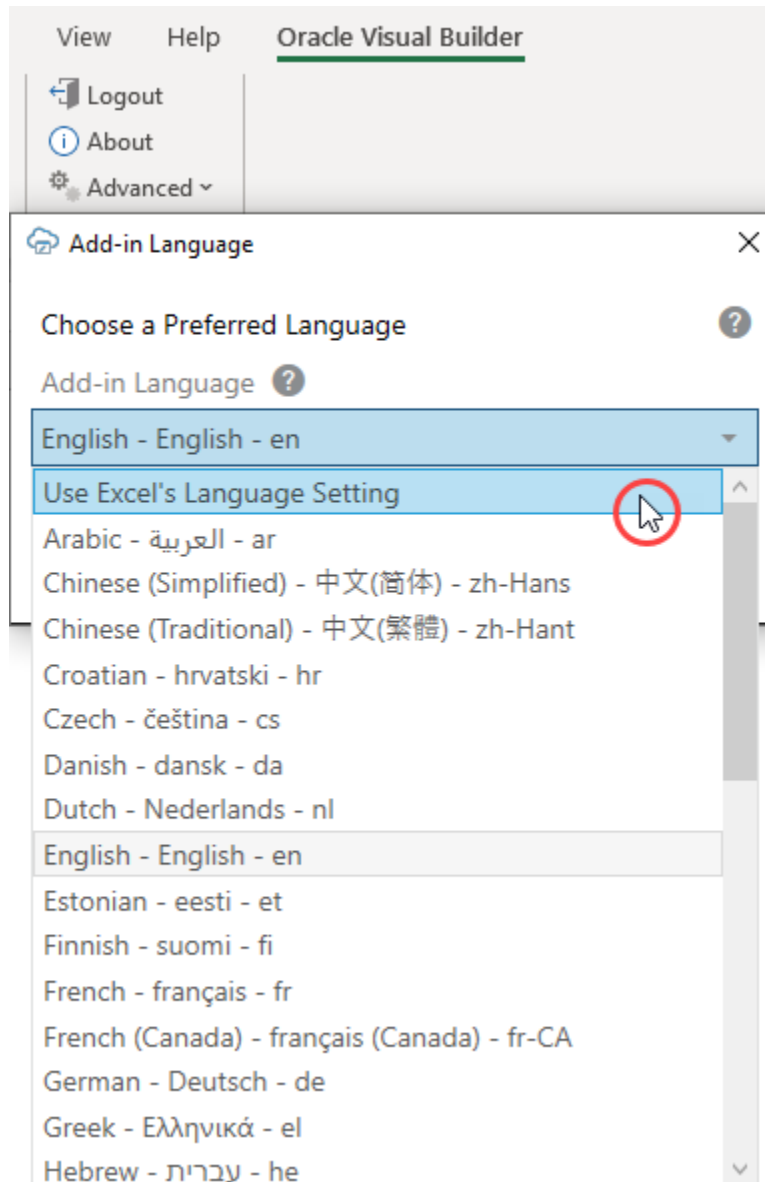 View Help Oracle Visual Builder
Logout
About
Advanced
Add-in Language
Choose a Preferred Language
Add-in Language
English - English - en
Use Excel's Language Setting
Arabic - العربية - ar
Chinese (Simplified) - 中文(简体) - zh-Hans
Chinese (Traditional) - 中文(繁體) - zh-Hant
Croatian - hrvatski - hr
Czech - čeština - cs
Danish - dansk - da
Dutch - Nederlands - nl
English - English - en
Estonian - eesti - et
Finnish - suomi - fi
French - français - fr
French (Canada) - français (Canada) - fr-CA
German - Deutsch - de
Greek - Ελληνικά - el
Hebrew - עברית - he